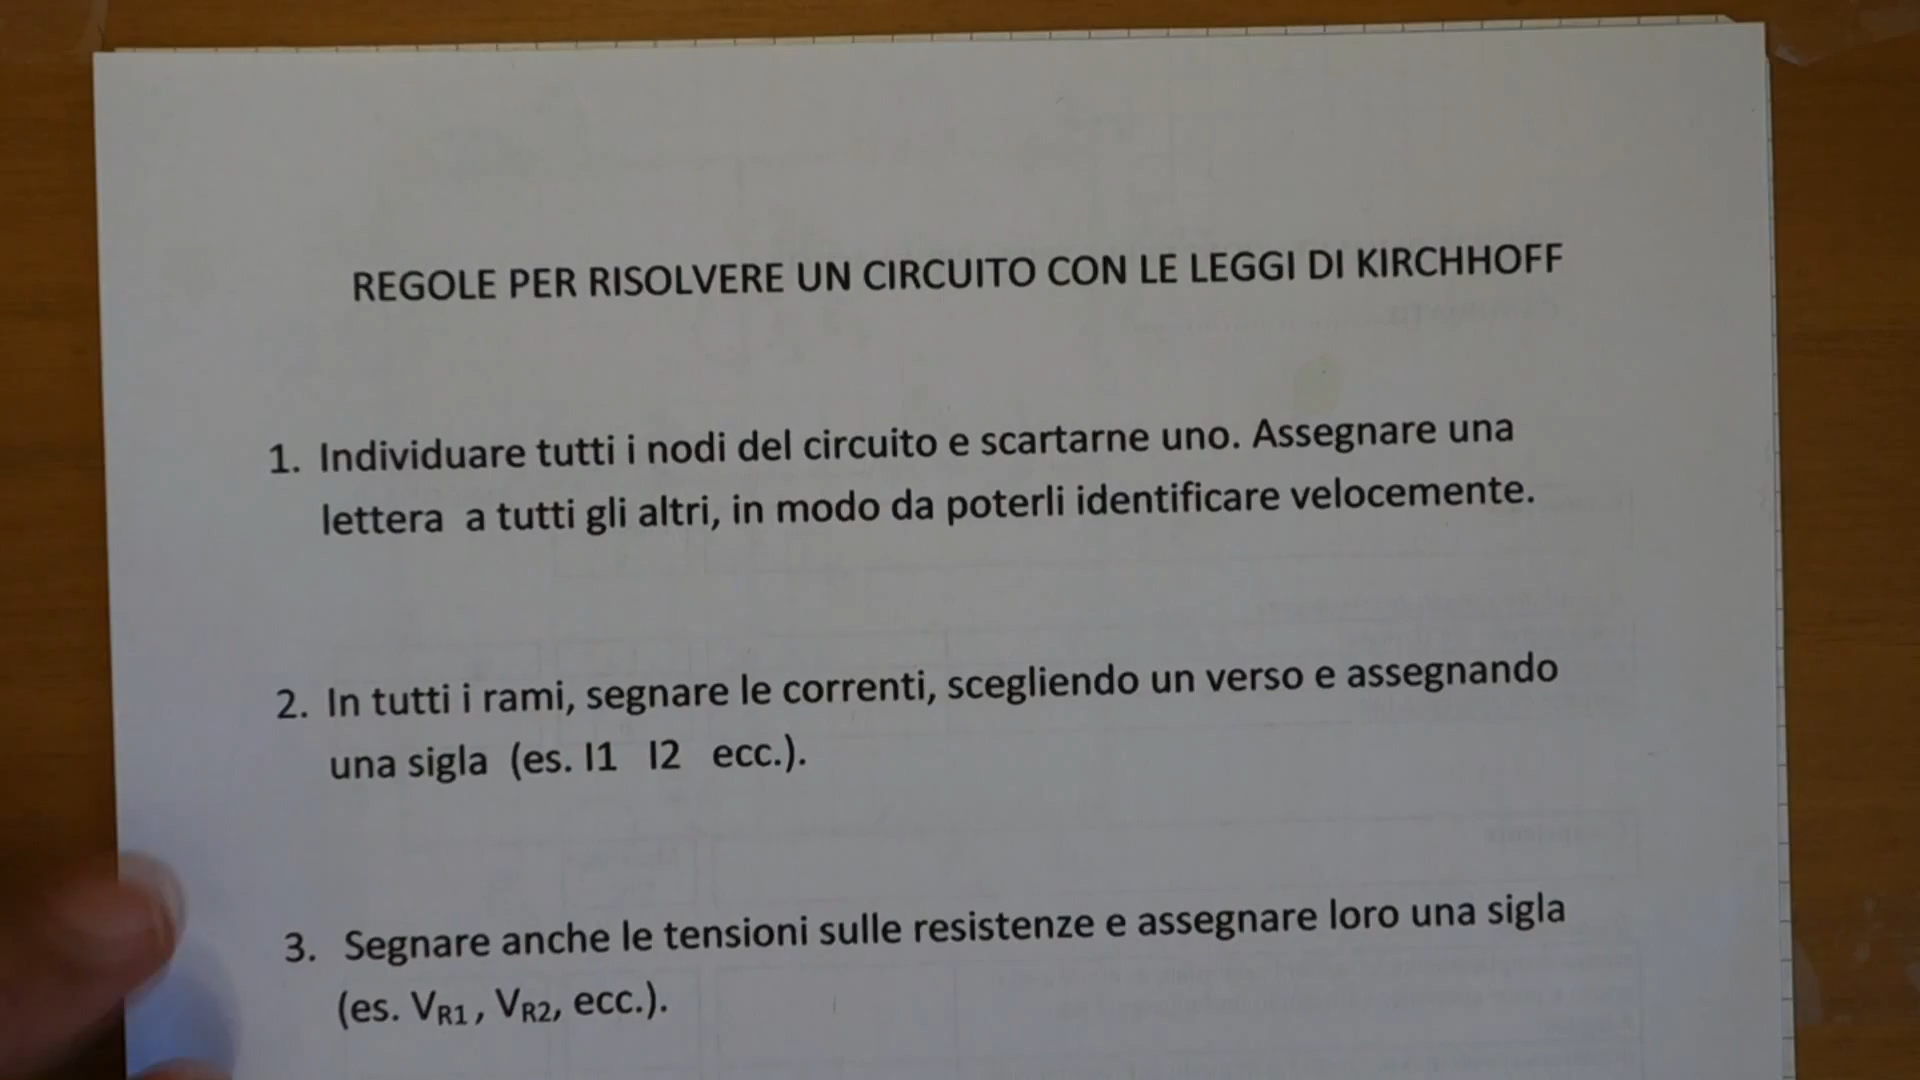 REGOLE PER RISOLVERE UN CIRCUITO CON LE LEGGI DI KIRCHHOFF
1. Individuare tutti i nodi del circuito e scartarne uno. Assegnare una
lettera a tutti gli altri, in modo da poterli identificare velocemente.
2. In tutti i rami, segnare le correnti, scegliendo un verso e assegnando
una sigla (es. I1 I2 ecc.).
3. Segnare anche le tensioni sulle resistenze e assegnare loro una sigla
(es. VR1, VR2, ecc.).